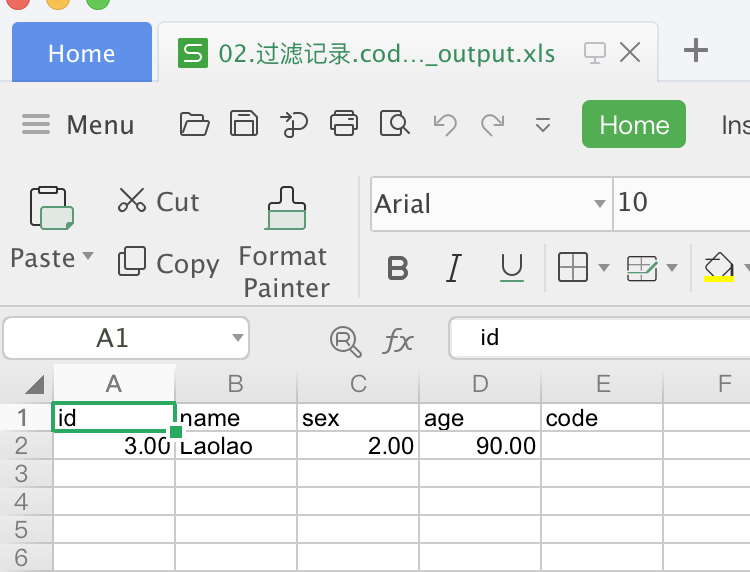 Home
02.过滤记录.cod..._output.xls
Menu
Home
Ins
Paste
Cut
Copy
Format
Painter
Arial
10
B
I
U
A1
fx
id
A B C D E F
1 id name sex age code
2 3.00 Laolao 2.00 90.00
3
4
5
6